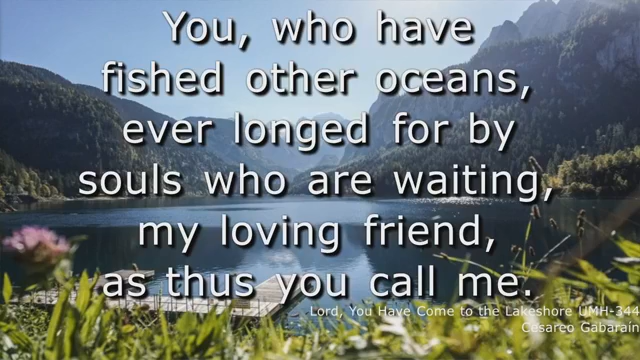 You, who have
fished other oceans,
ever longed for by
souls who are waiting,
my loving friend,
as thus you call me.
Lord, You Have Come to the Lakeshore UMH-344
Cesareo Gabarain